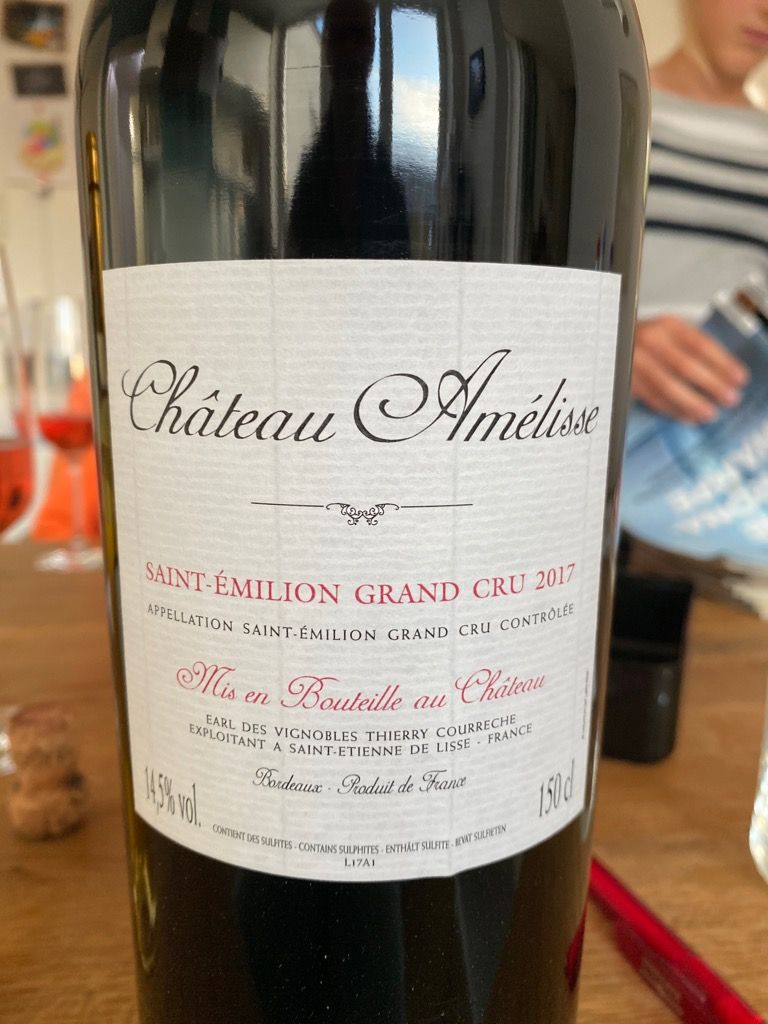 Château Amélisse
SAINT-ÉMILION GRAND CRU 2017
APPELLATION SAINT-ÉMILION GRAND CRU CONTRÔLÉE
Mis en Bouteille au Château
EARL DES VIGNOBLES THIERRY COURRECHE
EXPLOITANT A SAINT-ETIENNE DE LISSE - FRANCE
Bordeaux - Produit de France
14,5% vol. 150 cl
CONTIENT DES SULFITES - CONTAINS SULPHITES - ENTHÄLT SULFITE - BEVAT SULFIETEN
L17A1